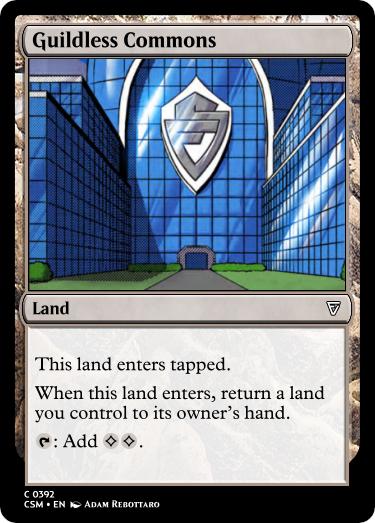 Guildless Commons
Land
This land enters tapped.
When this land enters, return a land
you control to its owner's hand.
: Add .
C 0392
CSM • EN Adam Rebottaro